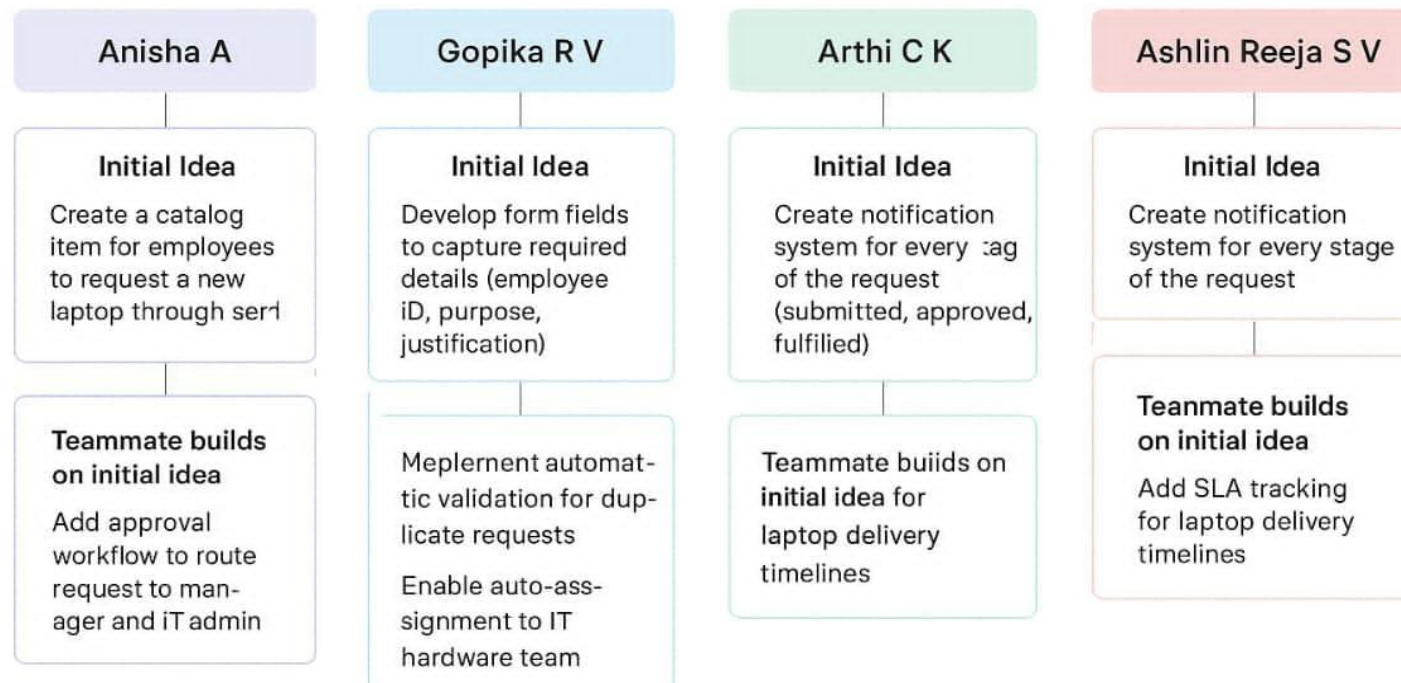 Anisha A
Initial Idea
Create a catalog
item for employees
to request a new
laptop through
Teammate builds
on initial idea
Add approval
workflow to route
request to man-
ager and iT admin
Gopika R V
Initial Idea
Develop form fields
to capture required
details (employee
iD, purpose,
justification)
Meplernent automat-
tic validation for dup-
licate requests
Enable auto-ass-
signment to IT
hardware team
Arthi C K
Initial Idea
Create notification
system for every
of the request
(submitted, approved,
fulfilied)
Teammate buiids on
initial idea for
laptop delivery
timelines
Ashlin Reeja S V
Initial Idea
Create notification
system for every stage
of the request
Teanmate builds
on initial idea
Add SLA tracking
for laptop delivery
timelines